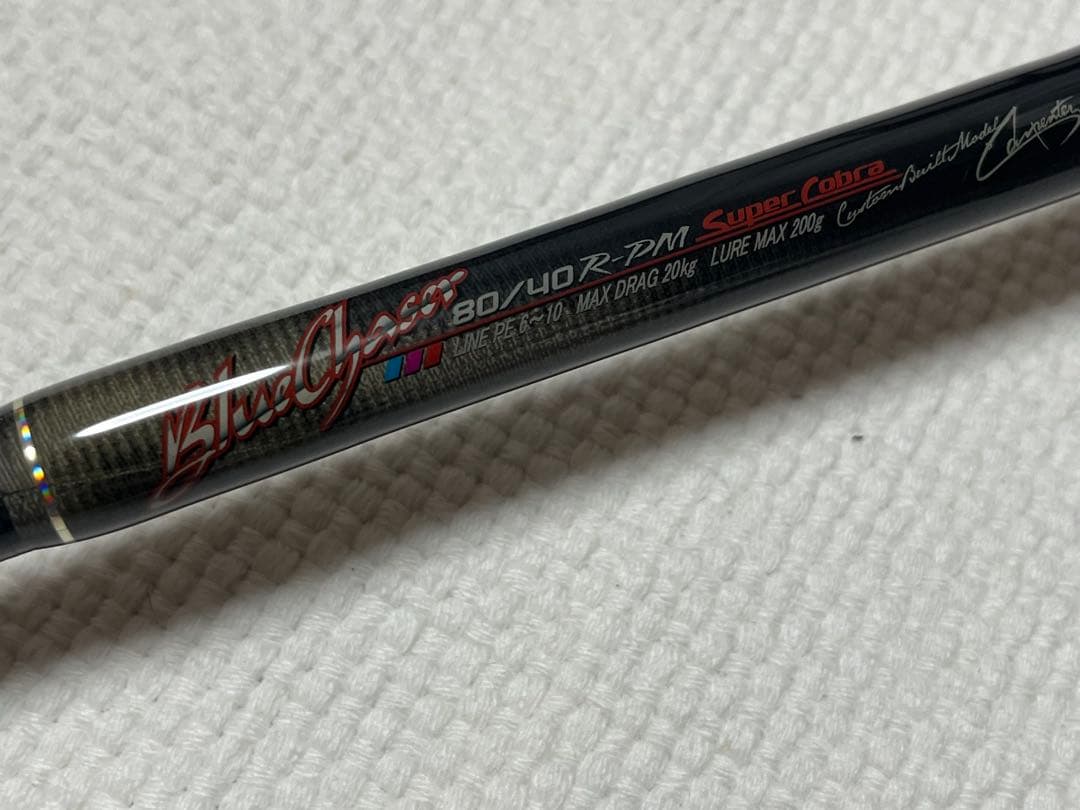 BlueChaser 80/40 R-PM Super Cobra Custom Built Model Carpenter
LINE PE 6~10 MAX DRAG 20kg LURE MAX 200g